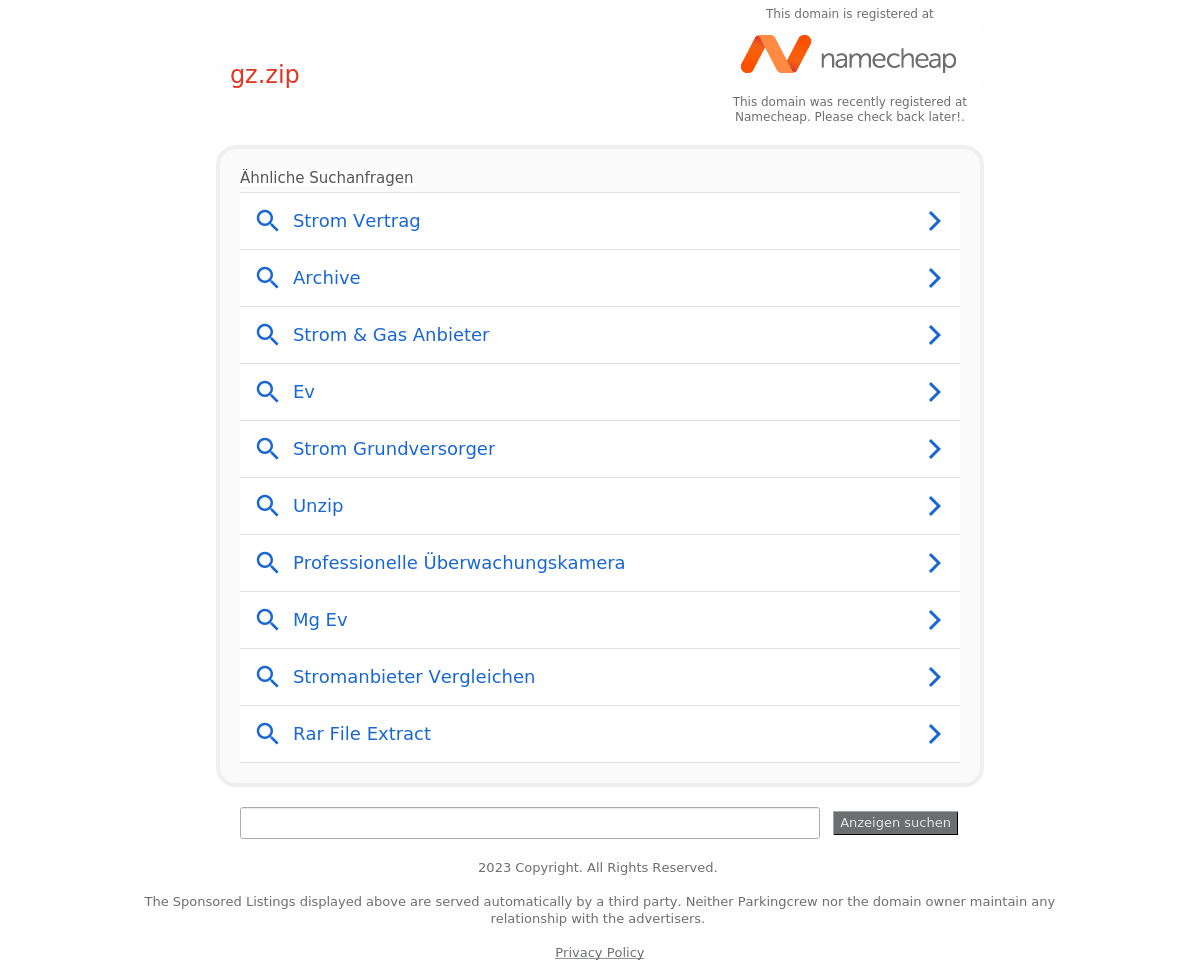 This domain is registered at
namecheap
gz.zip
This domain was recently registered at
Namecheap. Please check back later!.
Ähnliche Suchanfragen
Strom Vertrag
Archive
Strom & Gas Anbieter
Ev
Strom Grundversorger
Unzip
Professionelle Überwachungskamera
Mg Ev
Stromanbieter Vergleichen
Rar File Extract
Anzeigen suchen
2023 Copyright. All Rights Reserved.
The Sponsored Listings displayed above are served automatically by a third party. Neither Parkingcrew nor the domain owner maintain any
relationship with the advertisers.
Privacy Policy